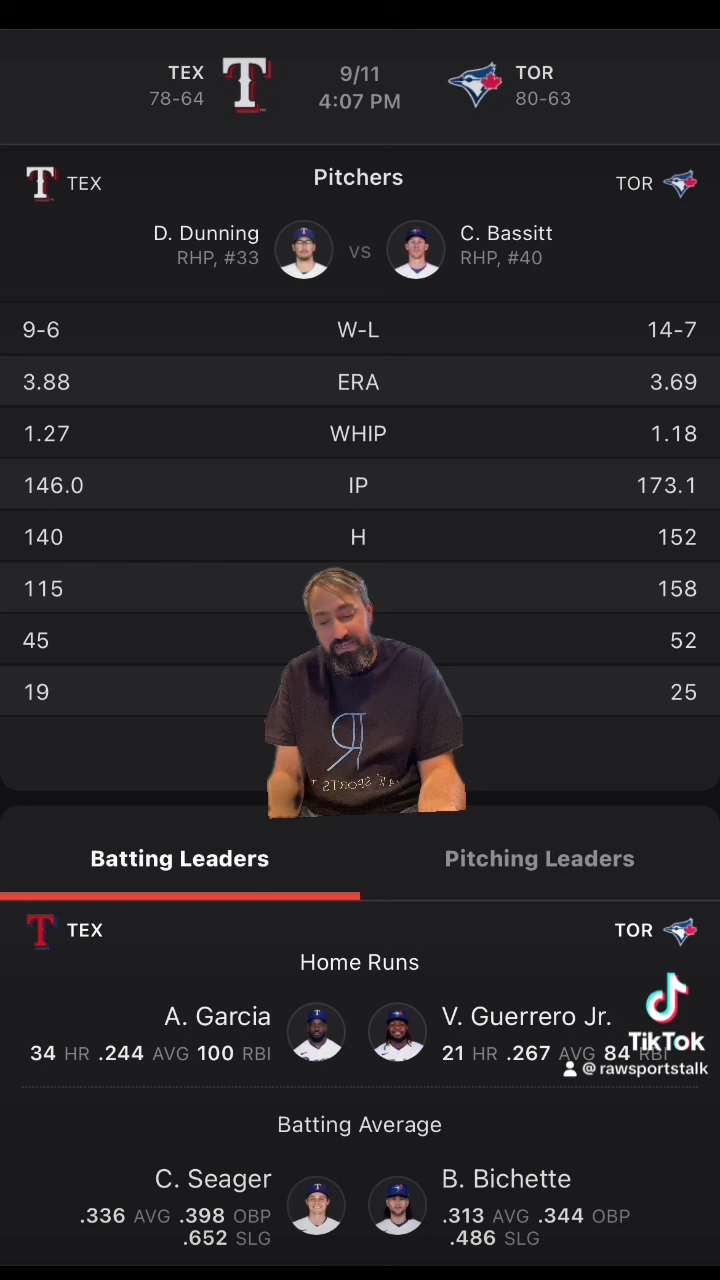 TEX
78-64
9/11
4:07 PM
TOR
80-63
TEX
Pitchers
TOR
D. Dunning
RHP, #33
VS
C. Bassitt
RHP, #40
9-6 W-L 14-7
3.88 ERA 3.69
1.27 WHIP 1.18
146.0 IP 173.1
140 H 152
115 158
45 52
19 25
Batting Leaders
Pitching Leaders
TEX
TOR
Home Runs
A. Garcia
34 HR .244 AVG 100 RBI
V. Guerrero Jr.
21 HR .267 AVG 84 RBI
TikTok
@rawsportstalk
Batting Average
C. Seager
.336 AVG .398 OBP
.652 SLG
B. Bichette
.313 AVG .344 OBP
.486 SLG